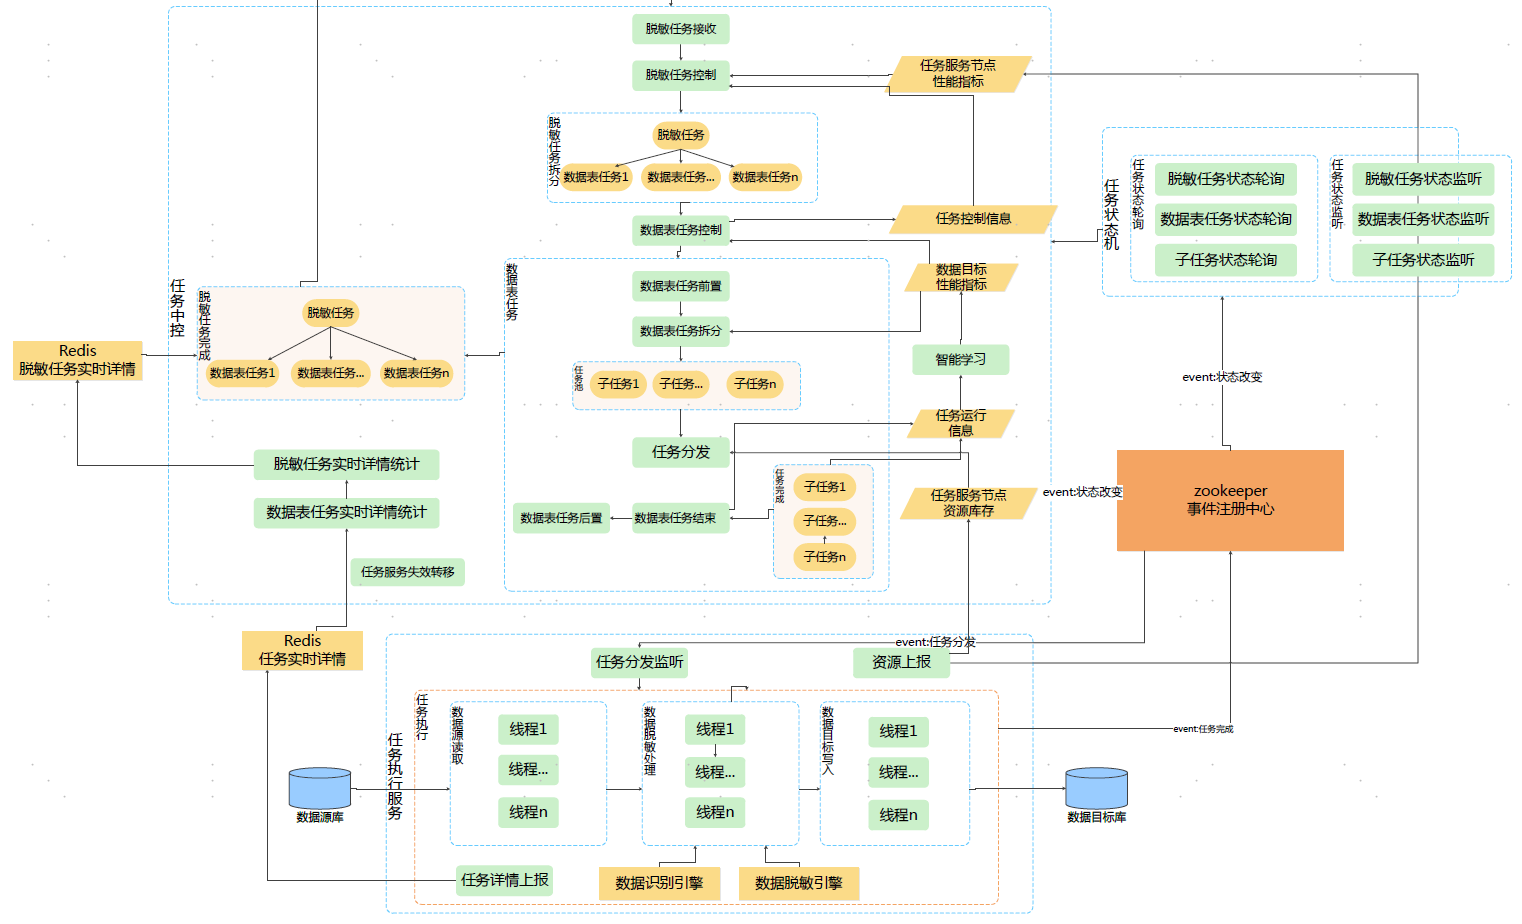 脱敏任务接收
脱敏任务控制
任务服务节点
性能指标
脱敏任务拆分
脱敏任务
数据表任务1
数据表任务...
数据表任务n
数据表任务控制
任务控制信息
任务状态机
任务状态轮询
脱敏任务状态轮询
数据表任务状态轮询
子任务状态轮询
任务状态监听
脱敏任务状态监听
数据表任务状态监听
子任务状态监听
任务中控
脱敏任务完成
脱敏任务
数据表任务1
数据表任务...
数据表任务n
数据表任务
数据表任务前置
数据表任务拆分
数据目标
性能指标
智能学习
Redis
脱敏任务实时详情
任务池
子任务1
子任务...
子任务n
任务运行
信息
任务分发
event:状态改变
脱敏任务实时详情统计
数据表任务实时详情统计
任务完成
子任务1
子任务...
子任务n
数据表任务后置
数据表任务结束
任务服务节点
资源库存
event:状态改变
zookeeper
事件注册中心
任务服务失效转移
Redis
任务实时详情
event:任务分发
任务分发监听
资源上报
任务执行服务
任务执行
数据源读取
线程1
线程...
线程n
数据脱敏处理
线程1
线程...
线程n
数据目标写入
线程1
线程...
线程n
event:任务完成
数据源库
数据目标库
任务详情上报
数据识别引擎
数据脱敏引擎